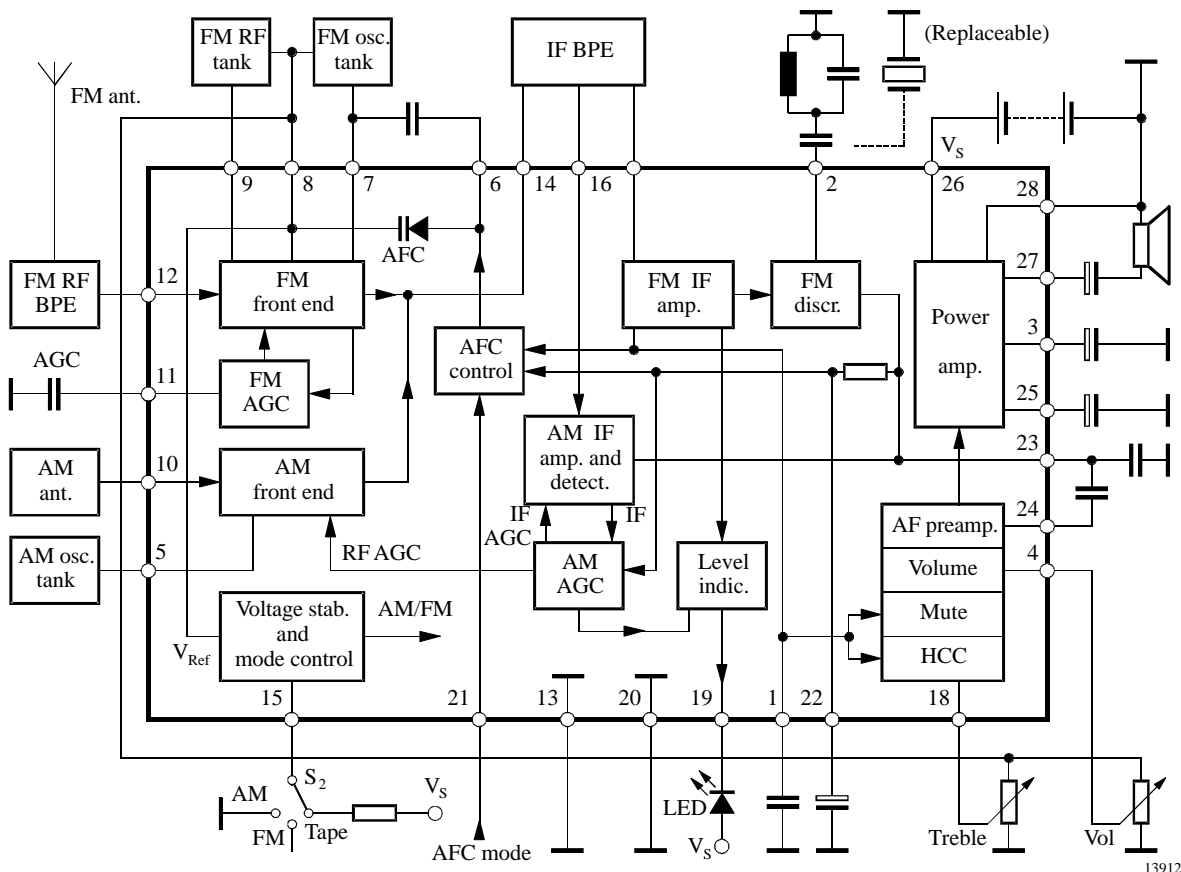 FM RF
tank
FM osc.
tank
IF BPE
(Replaceable)
FM ant.
V_S
9
8
7
6
14
16
2
26
28
AFC
FM RF
BPE
12
FM
front end
FM IF
amp.
FM
discr.
27
Power
amp.
3
AFC
control
AGC
11
FM
AGC
25
AM IF
amp. and
detect.
23
AM
ant.
10
AM
front end
24
IF
AGC
IF
AF preamp.
AM osc.
tank
5
RF AGC
AM
AGC
Level
indic.
Volume
4
Voltage stab.
and
mode control
AM/FM
Mute
V_Ref
HCC
15
21
13
20
19
1
22
18
S_2
V_S
AM
LED
FM
Tape
Treble
Vol
AFC mode
V_S
13912